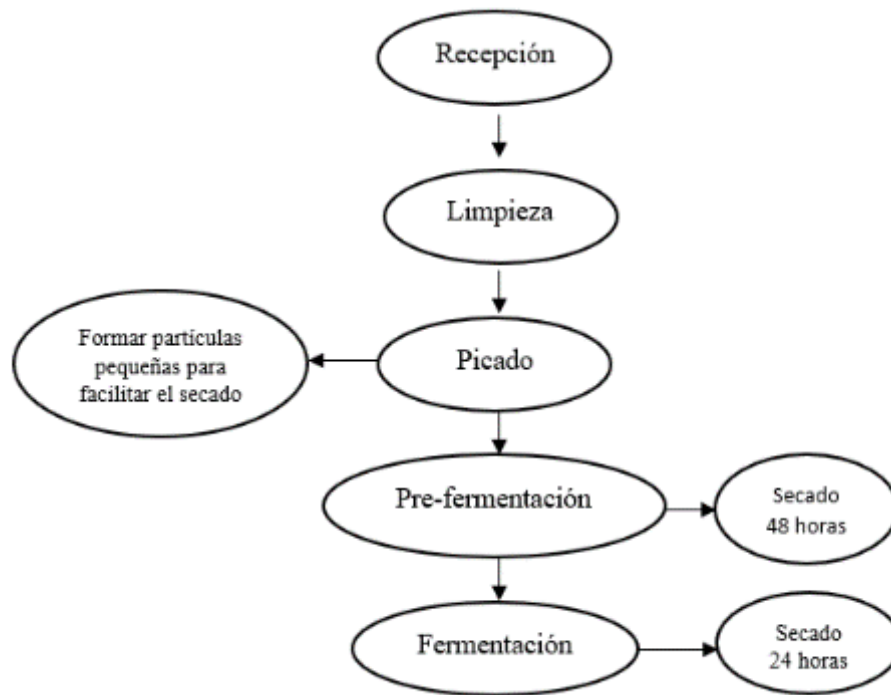 Recepción
Limpieza
Formar partículas
pequeñas para
facilitar el secado
Picado
Pre-fermentación
Secado
48 horas
Fermentación
Secado
24 horas